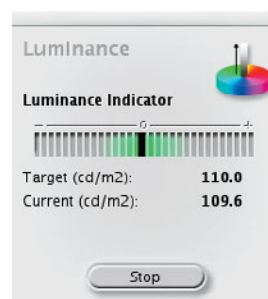 Luminance
Luminance Indicator
- 0 +
Target (cd/m2): 110.0
Current (cd/m2): 109.6
Stop